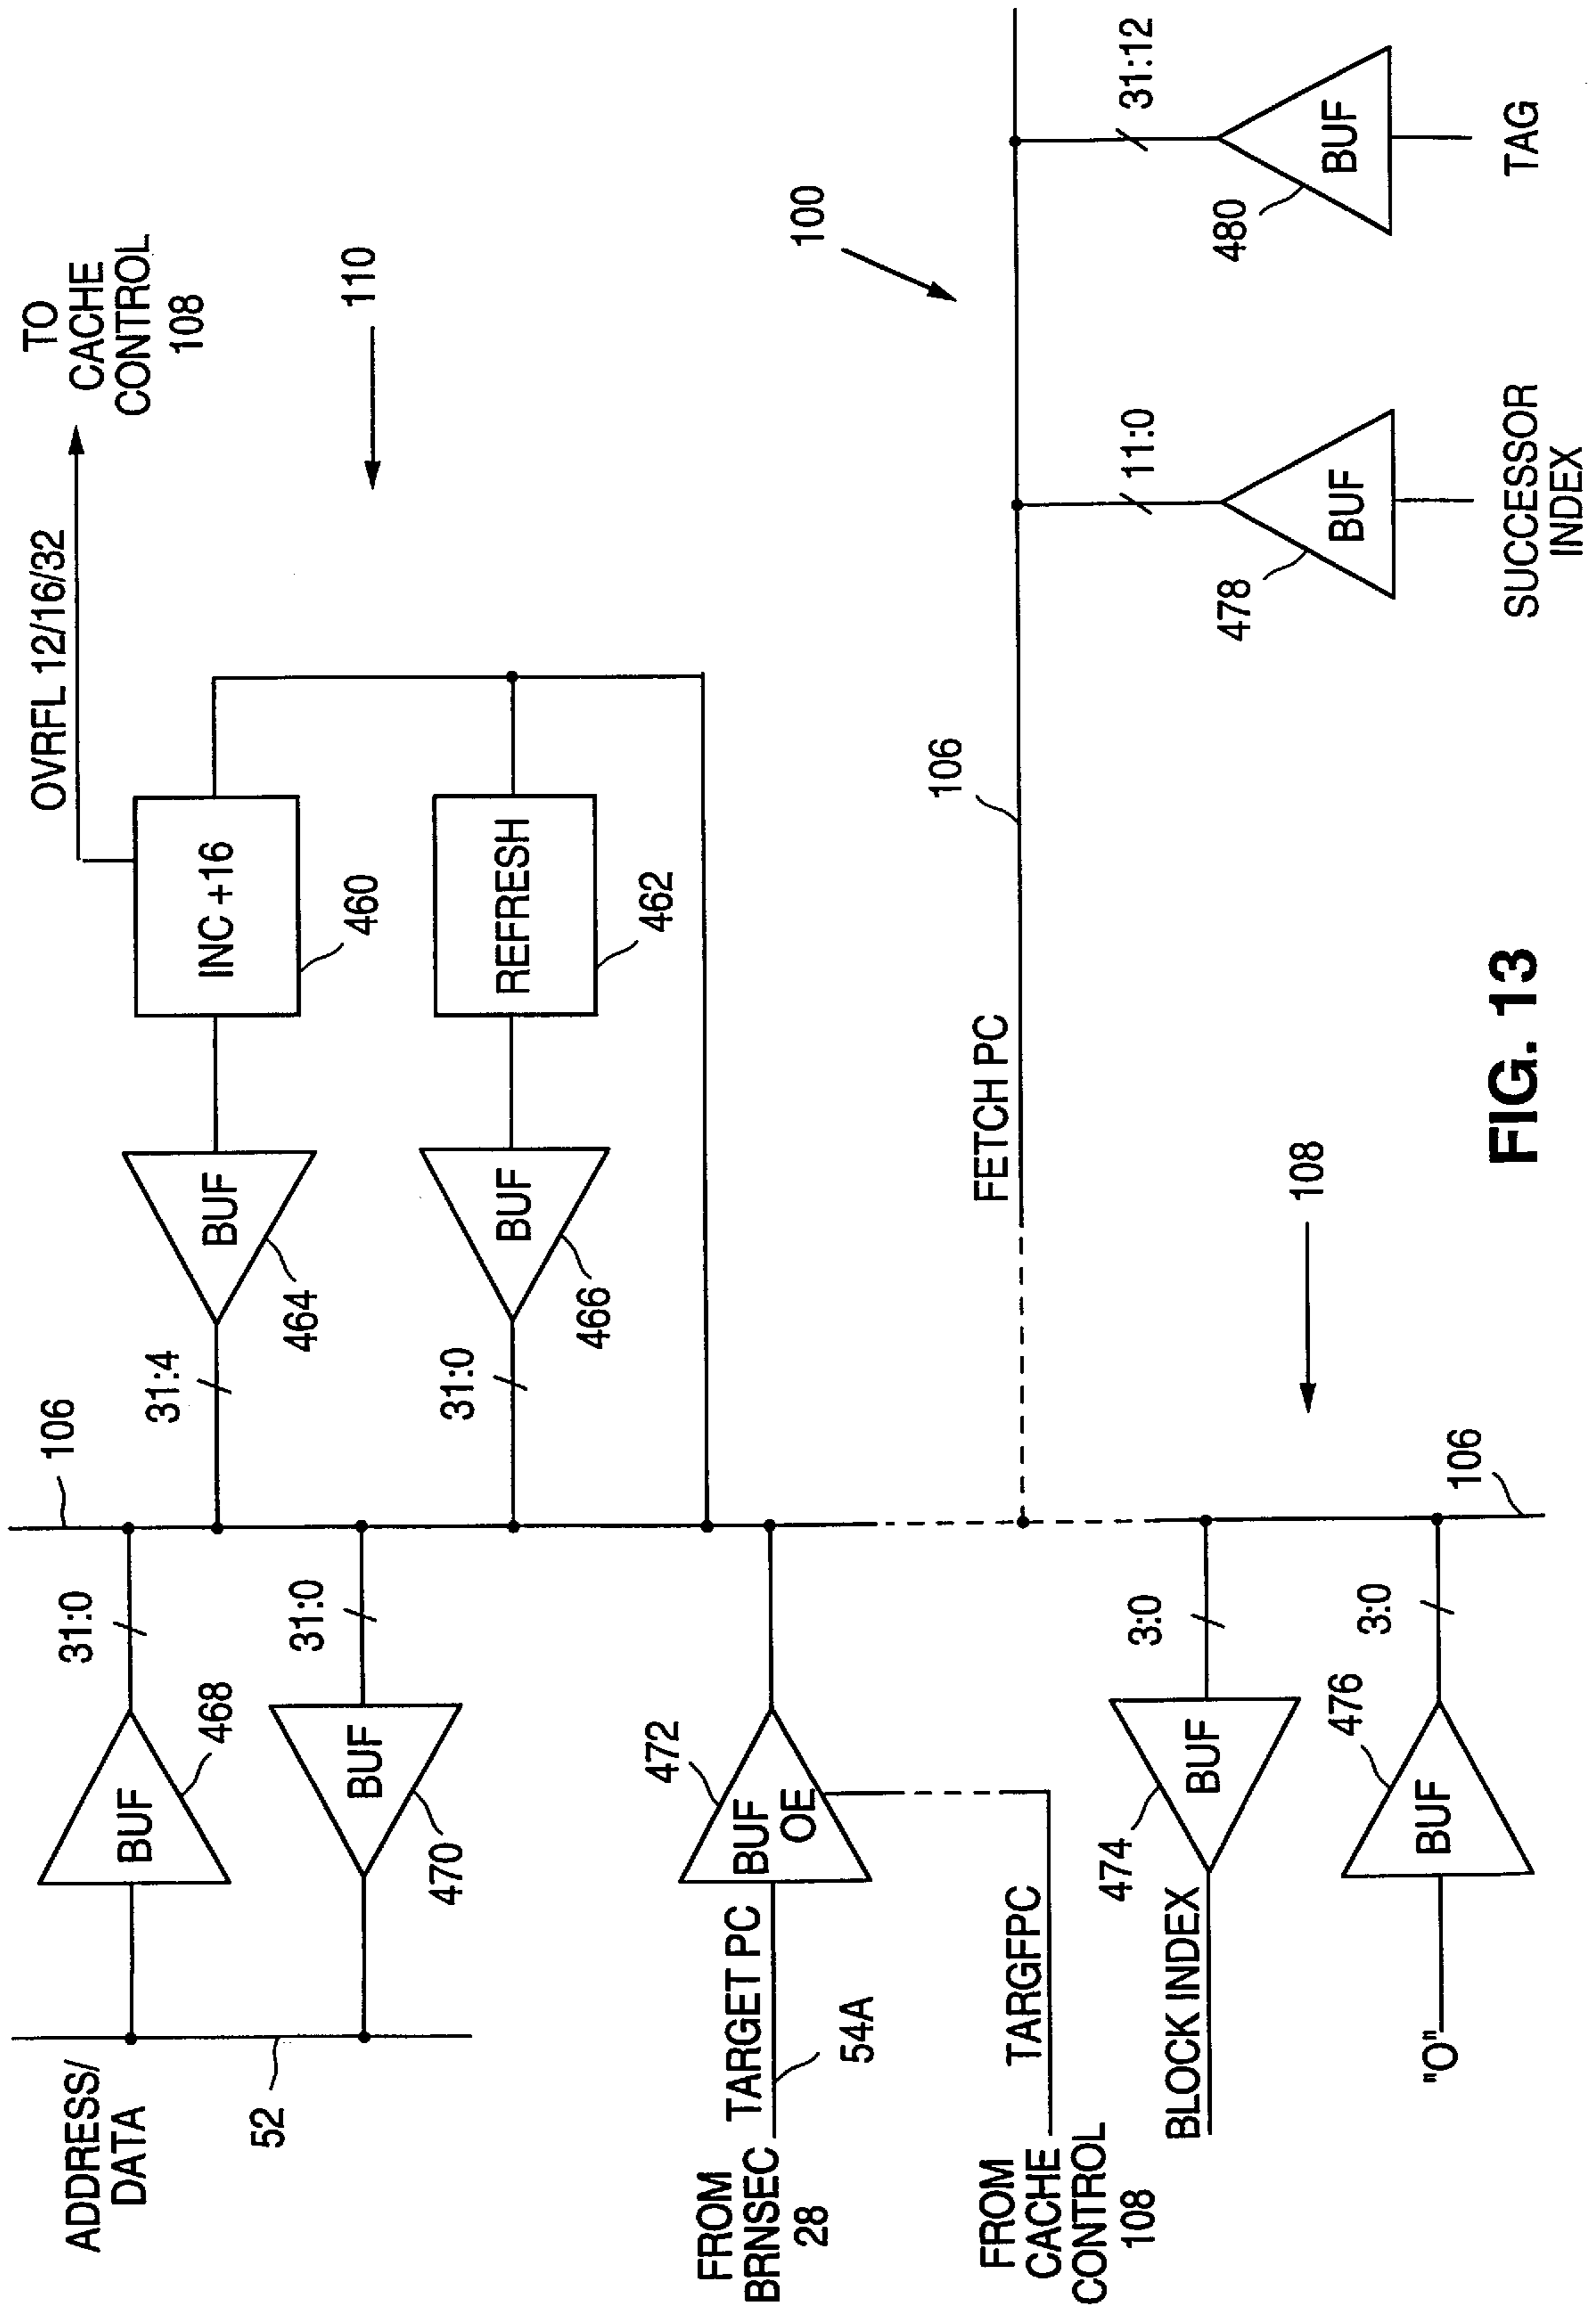 ADDRESS/
DATA
52
BUF
468
31:0
BUF
470
31:0
106
31:4
BUF
464
INC +16
460
OVRFL 12/16/32
TO
CACHE
CONTROL
108
31:0
BUF
466
REFRESH
462
110
FROM
BRNSEC
28
TARGET PC
54A
BUF
OE
472
FROM
CACHE
CONTROL
108
TARGFPC
FETCH PC
106
100
BLOCK INDEX
BUF
474
3:0
"O"
BUF
476
3:0
106
108
11:0
BUF
478
SUCCESSOR
INDEX
31:12
BUF
480
TAG
FIG. 13